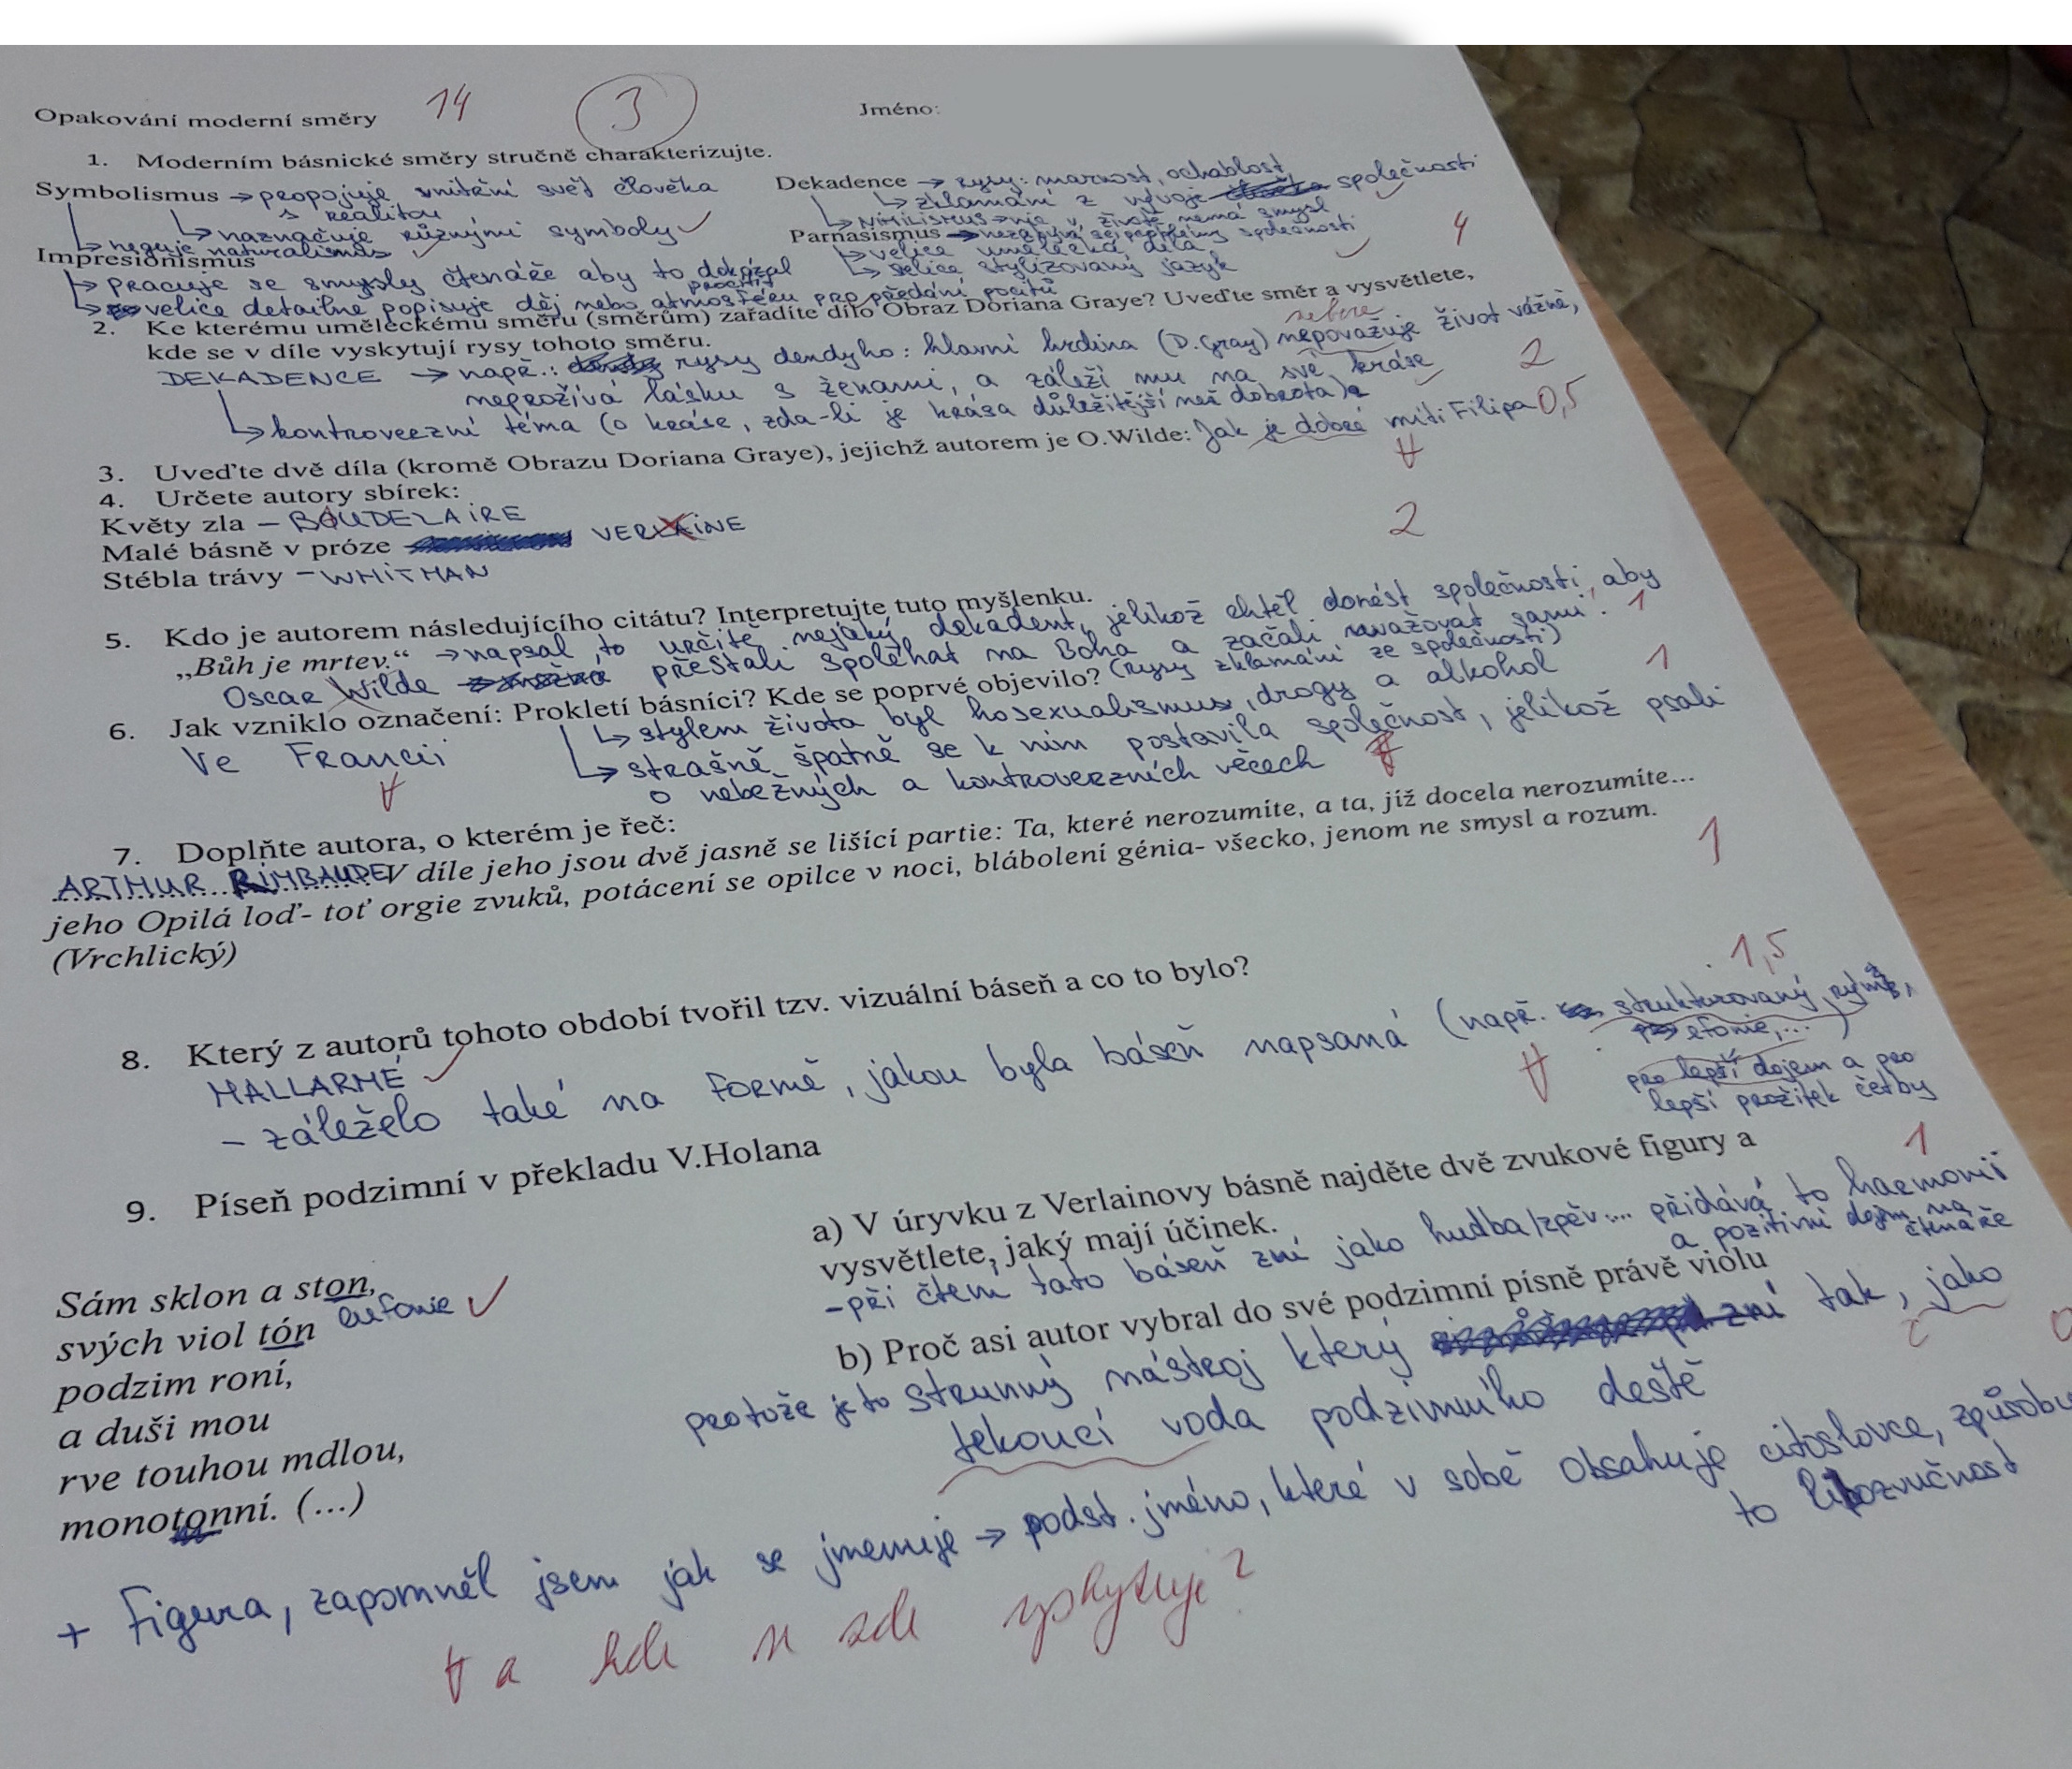 14
3
Opakování moderní směry
Jméno:
1. Moderním básnické směry stručně charakterizujte.
Symbolismus → propojuje vnitřní svět člověka
s realitou
↳ naznačuje různými symboly
↳ neguje naturalismus
Dekadence → rysy: marnost, ochablost
↳ zklamání z vývoje společnosti
↳ NIHILISMUS → nic v životě nemá smysl
Parnasismus → nezabývá se problémy společnosti
↳ velice umělecká díla
↳ velice stylizovaný jazyk
4
Impresionismus
↳ pracuje se smysly čtenáře aby to dokázal
procítit
↳ velice detailně popisuje děj nebo atmosféru pro předání pocitů
2. Ke kterému uměleckému směru (směrům) zařadíte dílo Obraz Doriana Graye? Uveďte směr a vysvětlete,
kde se v díle vyskytují rysy tohoto směru.
DEKADENCE → např.: rysy dendyho: hlavní hrdina (D. Gray) nepovažuje život vážně,
nebere
neprožívá lásku s ženami, a záleží mu na své kráse
2
↳ kontroverzní téma (o kráse, zda-li je krása důležitější než dobrota)
3. Uveďte dvě díla (kromě Obrazu Doriana Graye), jejichž autorem je O.Wilde: Jak je dobré míti Filipa
0,5
4. Určete autory sbírek:
Květy zla – BOUDELAIRE
Malé básně v próze VERLAINE
Stébla trávy – WHITMAN
2
5. Kdo je autorem následujícího citátu? Interpretujte tuto myšlenku.
„Bůh je mrtev.“ → napsal to určitě nějaký dekadent, jelikož chtěl donést společnosti, aby
Oscar Wilde přestali spoléhat na Boha a začali uvažovat sami.
(rysy zklamání ze společnosti)
1
6. Jak vzniklo označení: Prokletí básníci? Kde se poprvé objevilo?
Ve Francii
↳ stylem života byl hosexualismus, drogy a alkohol
1
↳ strašně špatně se k nim postavila společnost, jelikož psali
o neběžných a kontroverzních věcech
7. Doplňte autora, o kterém je řeč:
ARTHUR RIMBAUDE V díle jeho jsou dvě jasně se lišící partie: Ta, které nerozumíte, a ta, jíž docela nerozumíte...
jeho Opilá loď- toť orgie zvuků, potácení se opilce v noci, blábolení génia- všecko, jenom ne smysl a rozum.
(Vrchlický)
1
8. Který z autorů tohoto období tvořil tzv. vizuální báseň a co to bylo?
1,5
MALLARMÉ
– záleželo také na formě, jakou byla báseň napsaná (např. strukturovaný rýmy,
efonie,...)
pro lepší dojem a pro
lepší prožitek četby
9. Píseň podzimní v překladu V.Holana
Sám sklon a ston,
svých viol tón
eufonie
podzim roní,
a duši mou
rve touhou mdlou,
monotonní. (...)
a) V úryvku z Verlainovy básně najděte dvě zvukové figury a
vysvětlete, jaký mají účinek.
1
– při čtení tato báseň zní jako hudba/zpěv... přidává to harmonii
a pozitivní dojem na
čtenáře
b) Proč asi autor vybral do své podzimní písně právě violu
protože je to strunný nástroj který zní tak, jako
tekoucí voda podzimního deště
+ Figura, zapomněl jsem jak se jmenuje → podst. jméno, které v sobě obsahuje citoslovce, způsobu
to libozvučnost
a kde se zde vyskytuje?